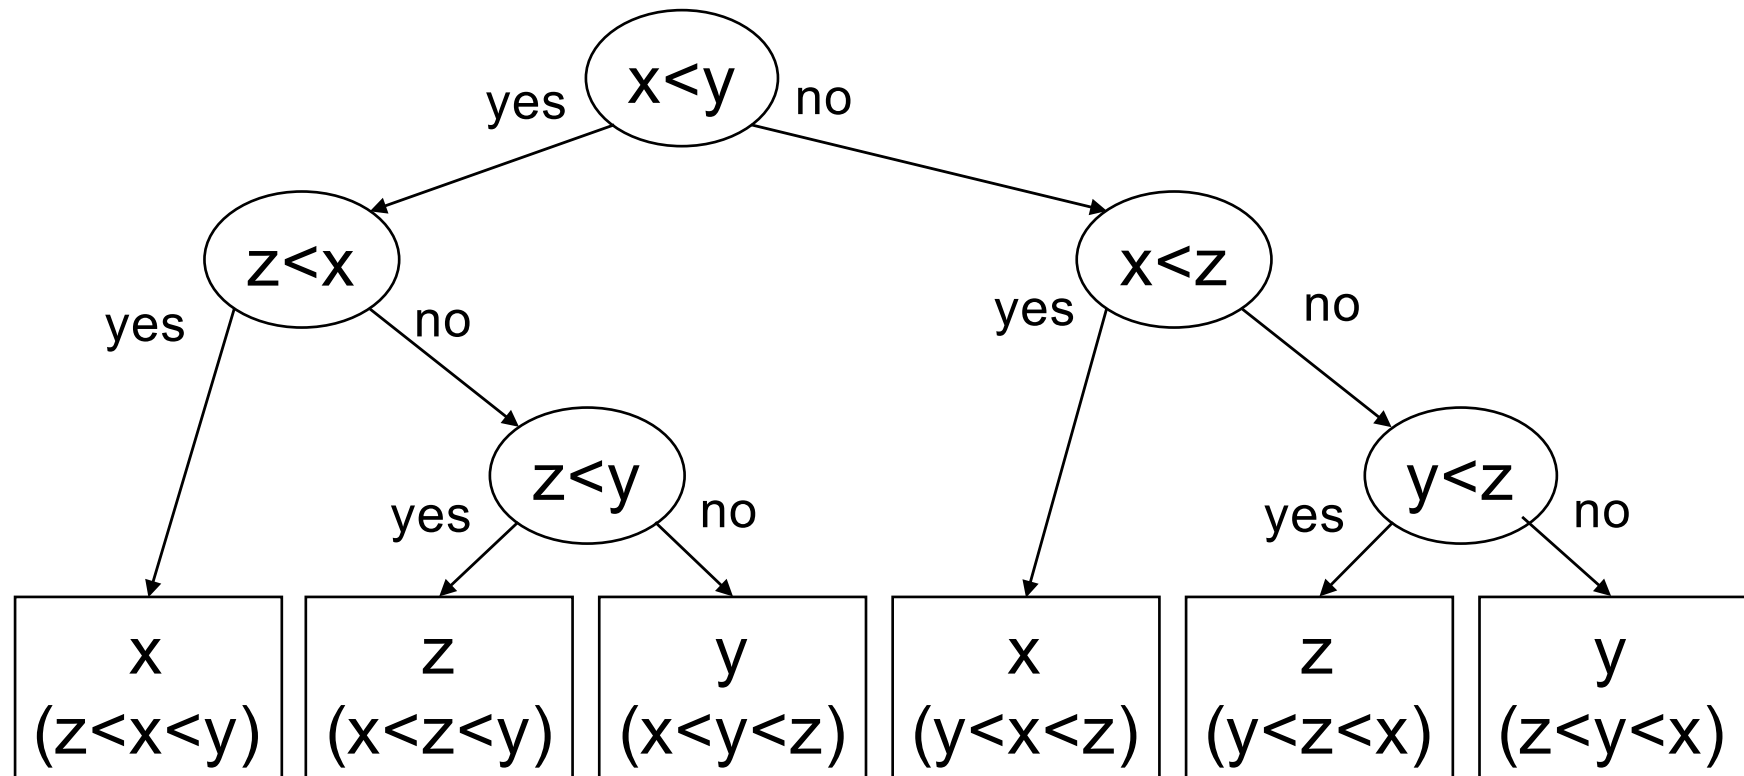 x<y
yes
no
z<x
x<z
yes
no
yes
no
z<y
y<z
yes
no
yes
no
x
(z<x<y)
z
(x<z<y)
y
(x<y<z)
x
(y<x<z)
z
(y<z<x)
y
(z<y<x)